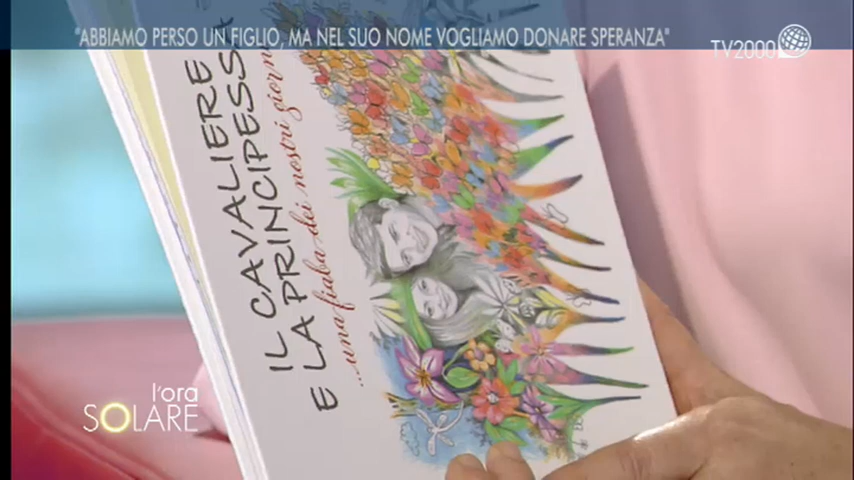 "ABBIAMO PERSO UN FIGLIO, MA NEL SUO NOME VOGLIAMO DONARE SPERANZA"
TV2000
IL CAVALIERE
E LA PRINCIPESSA
...una fiaba dei nostri giorni
l'ora
SOLARE